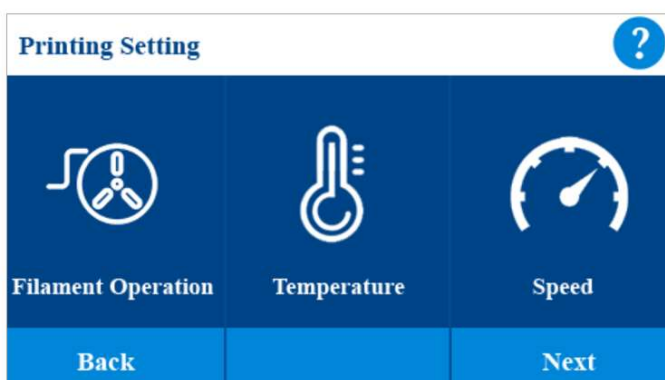 Printing Setting ?
Filament Operation Temperature Speed
Back Next